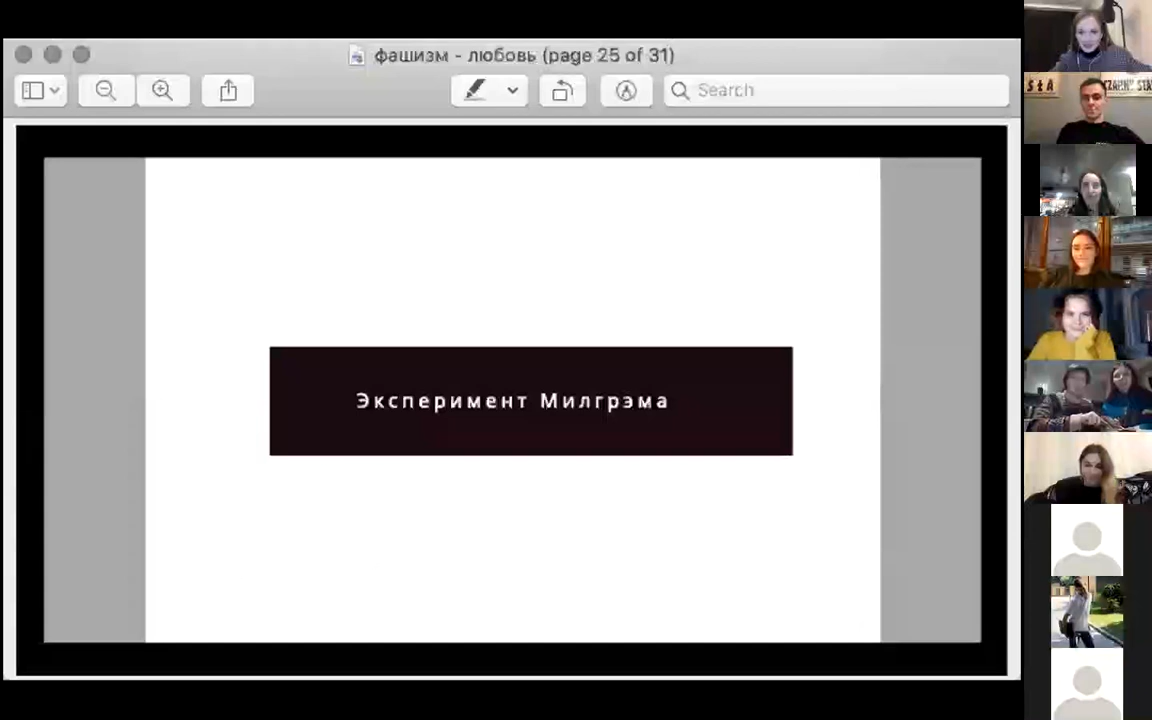 фашизм - любовь (page 25 of 31)
Search
Эксперимент Милгрэма